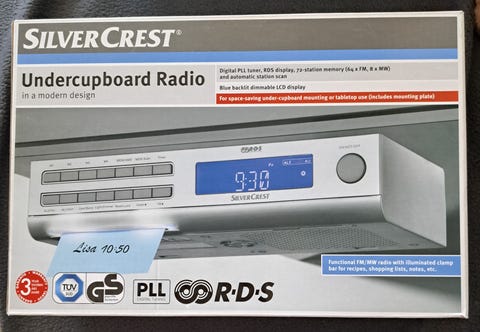 SILVERCREST®
Undercupboard Radio
in a modern design
Digital PLL tuner, RDS display, 72-station memory (64 x FM, 8 x MW)
and automatic station scan
Blue backlit dimmable LCD display
For space-saving under-cupboard mounting or tabletop use (includes mounting plate)
R·D·S
9:30
SILVERCREST
Lisa 10·50
Functional FM/MW radio with illuminated clamp
bar for recipes, shopping lists, notes, etc.
3
TÜV
GS
PLL
DIGITAL TUNING
R·D·S